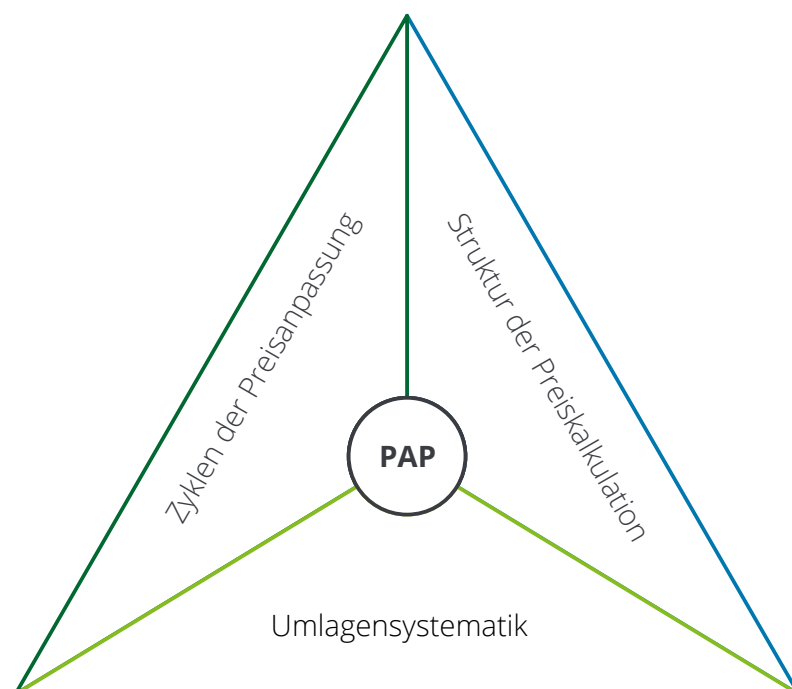 Zyklen der Preisanpassung
Struktur der Preiskalkulation
PAP
Umlagensystematik